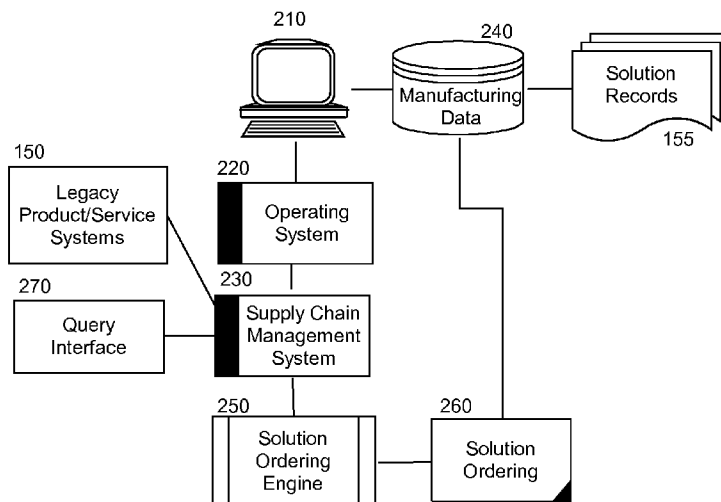 210
240
Manufacturing
Data
Solution
Records
155
150
Legacy
Product/Service
Systems
220
Operating
System
270
Query
Interface
230
Supply Chain
Management
System
250
Solution
Ordering
Engine
260
Solution
Ordering